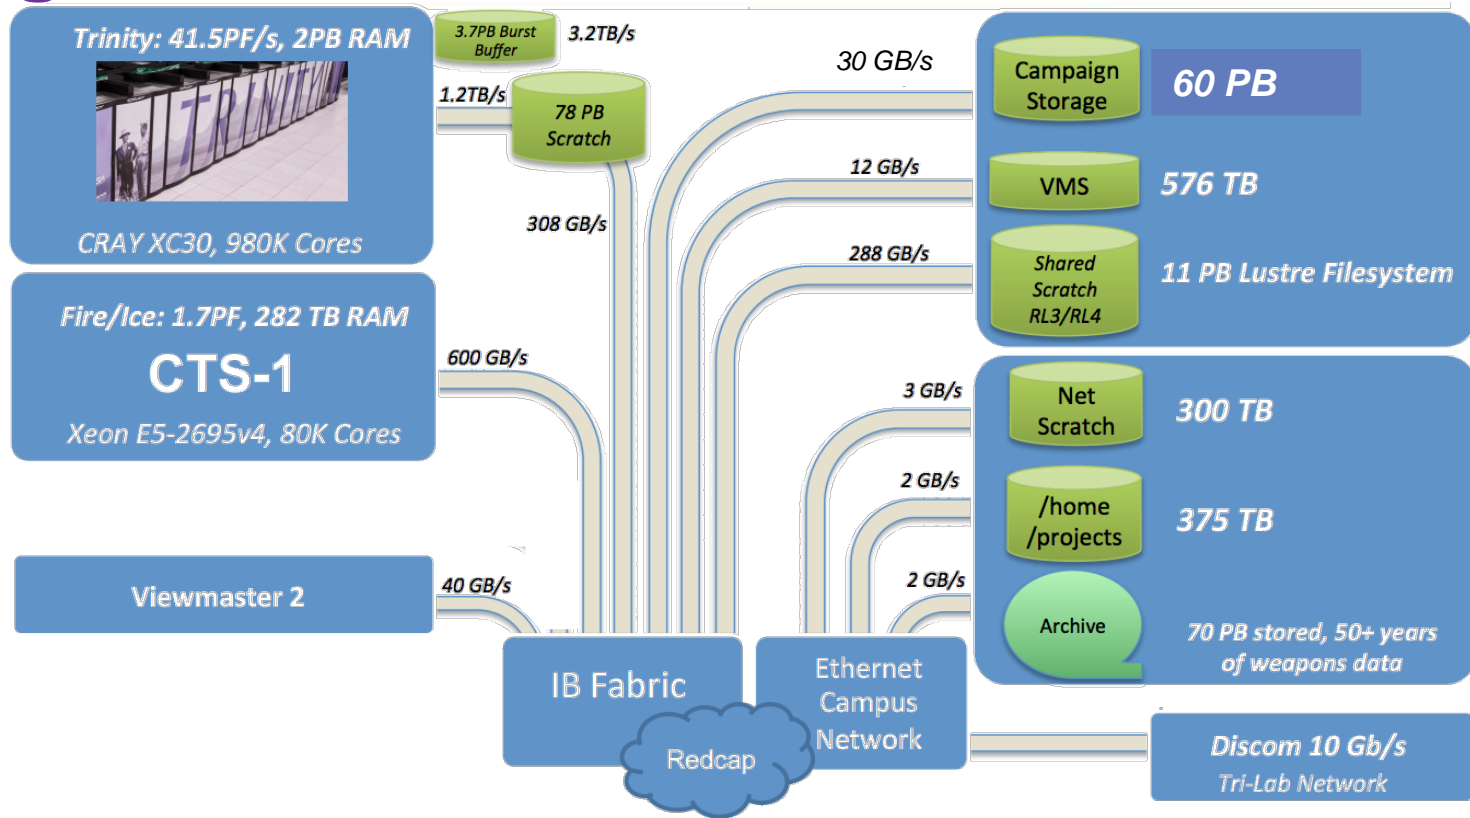 Trinity: 41.5PF/s, 2PB RAM
TRINITY
CRAY XC30, 980K Cores
3.7PB Burst
Buffer
3.2TB/s
1.2TB/s
78 PB
Scratch
308 GB/s
Fire/Ice: 1.7PF, 282 TB RAM
CTS-1
Xeon E5-2695v4, 80K Cores
600 GB/s
Viewmaster 2
40 GB/s
30 GB/s
Campaign
Storage
60 PB
12 GB/s
VMS
576 TB
288 GB/s
Shared
Scratch
RL3/RL4
11 PB Lustre Filesystem
3 GB/s
Net
Scratch
300 TB
2 GB/s
/home
/projects
375 TB
2 GB/s
Archive
70 PB stored, 50+ years
of weapons data
IB Fabric
Ethernet
Campus
Network
Redcap
Discom 10 Gb/s
Tri-Lab Network